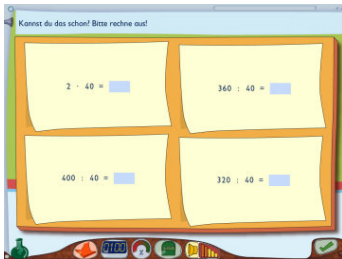 Kannst du das schon? Bitte rechne aus!
2 · 40 =
360 : 40 =
400 : 40 =
320 : 40 =